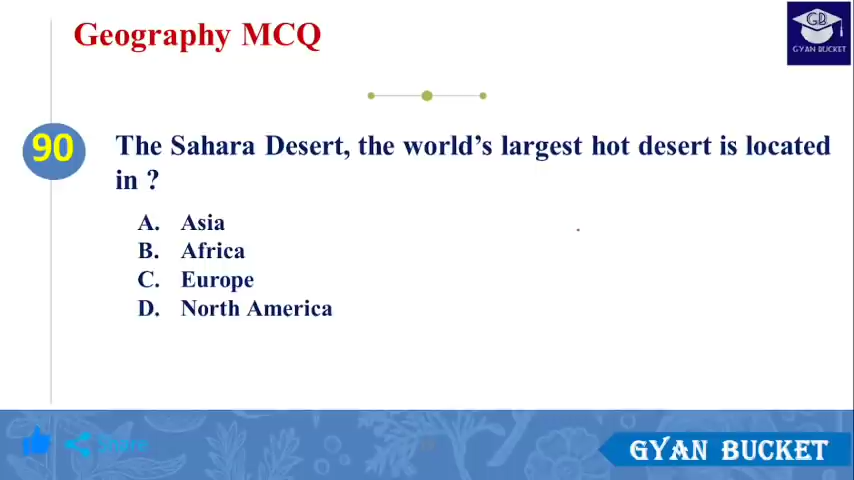 Geography MCQ
GB
GYAN BUCKET
90
The Sahara Desert, the world’s largest hot desert is located
in ?
A. Asia
B. Africa
C. Europe
D. North America
Share
GYAN BUCKET